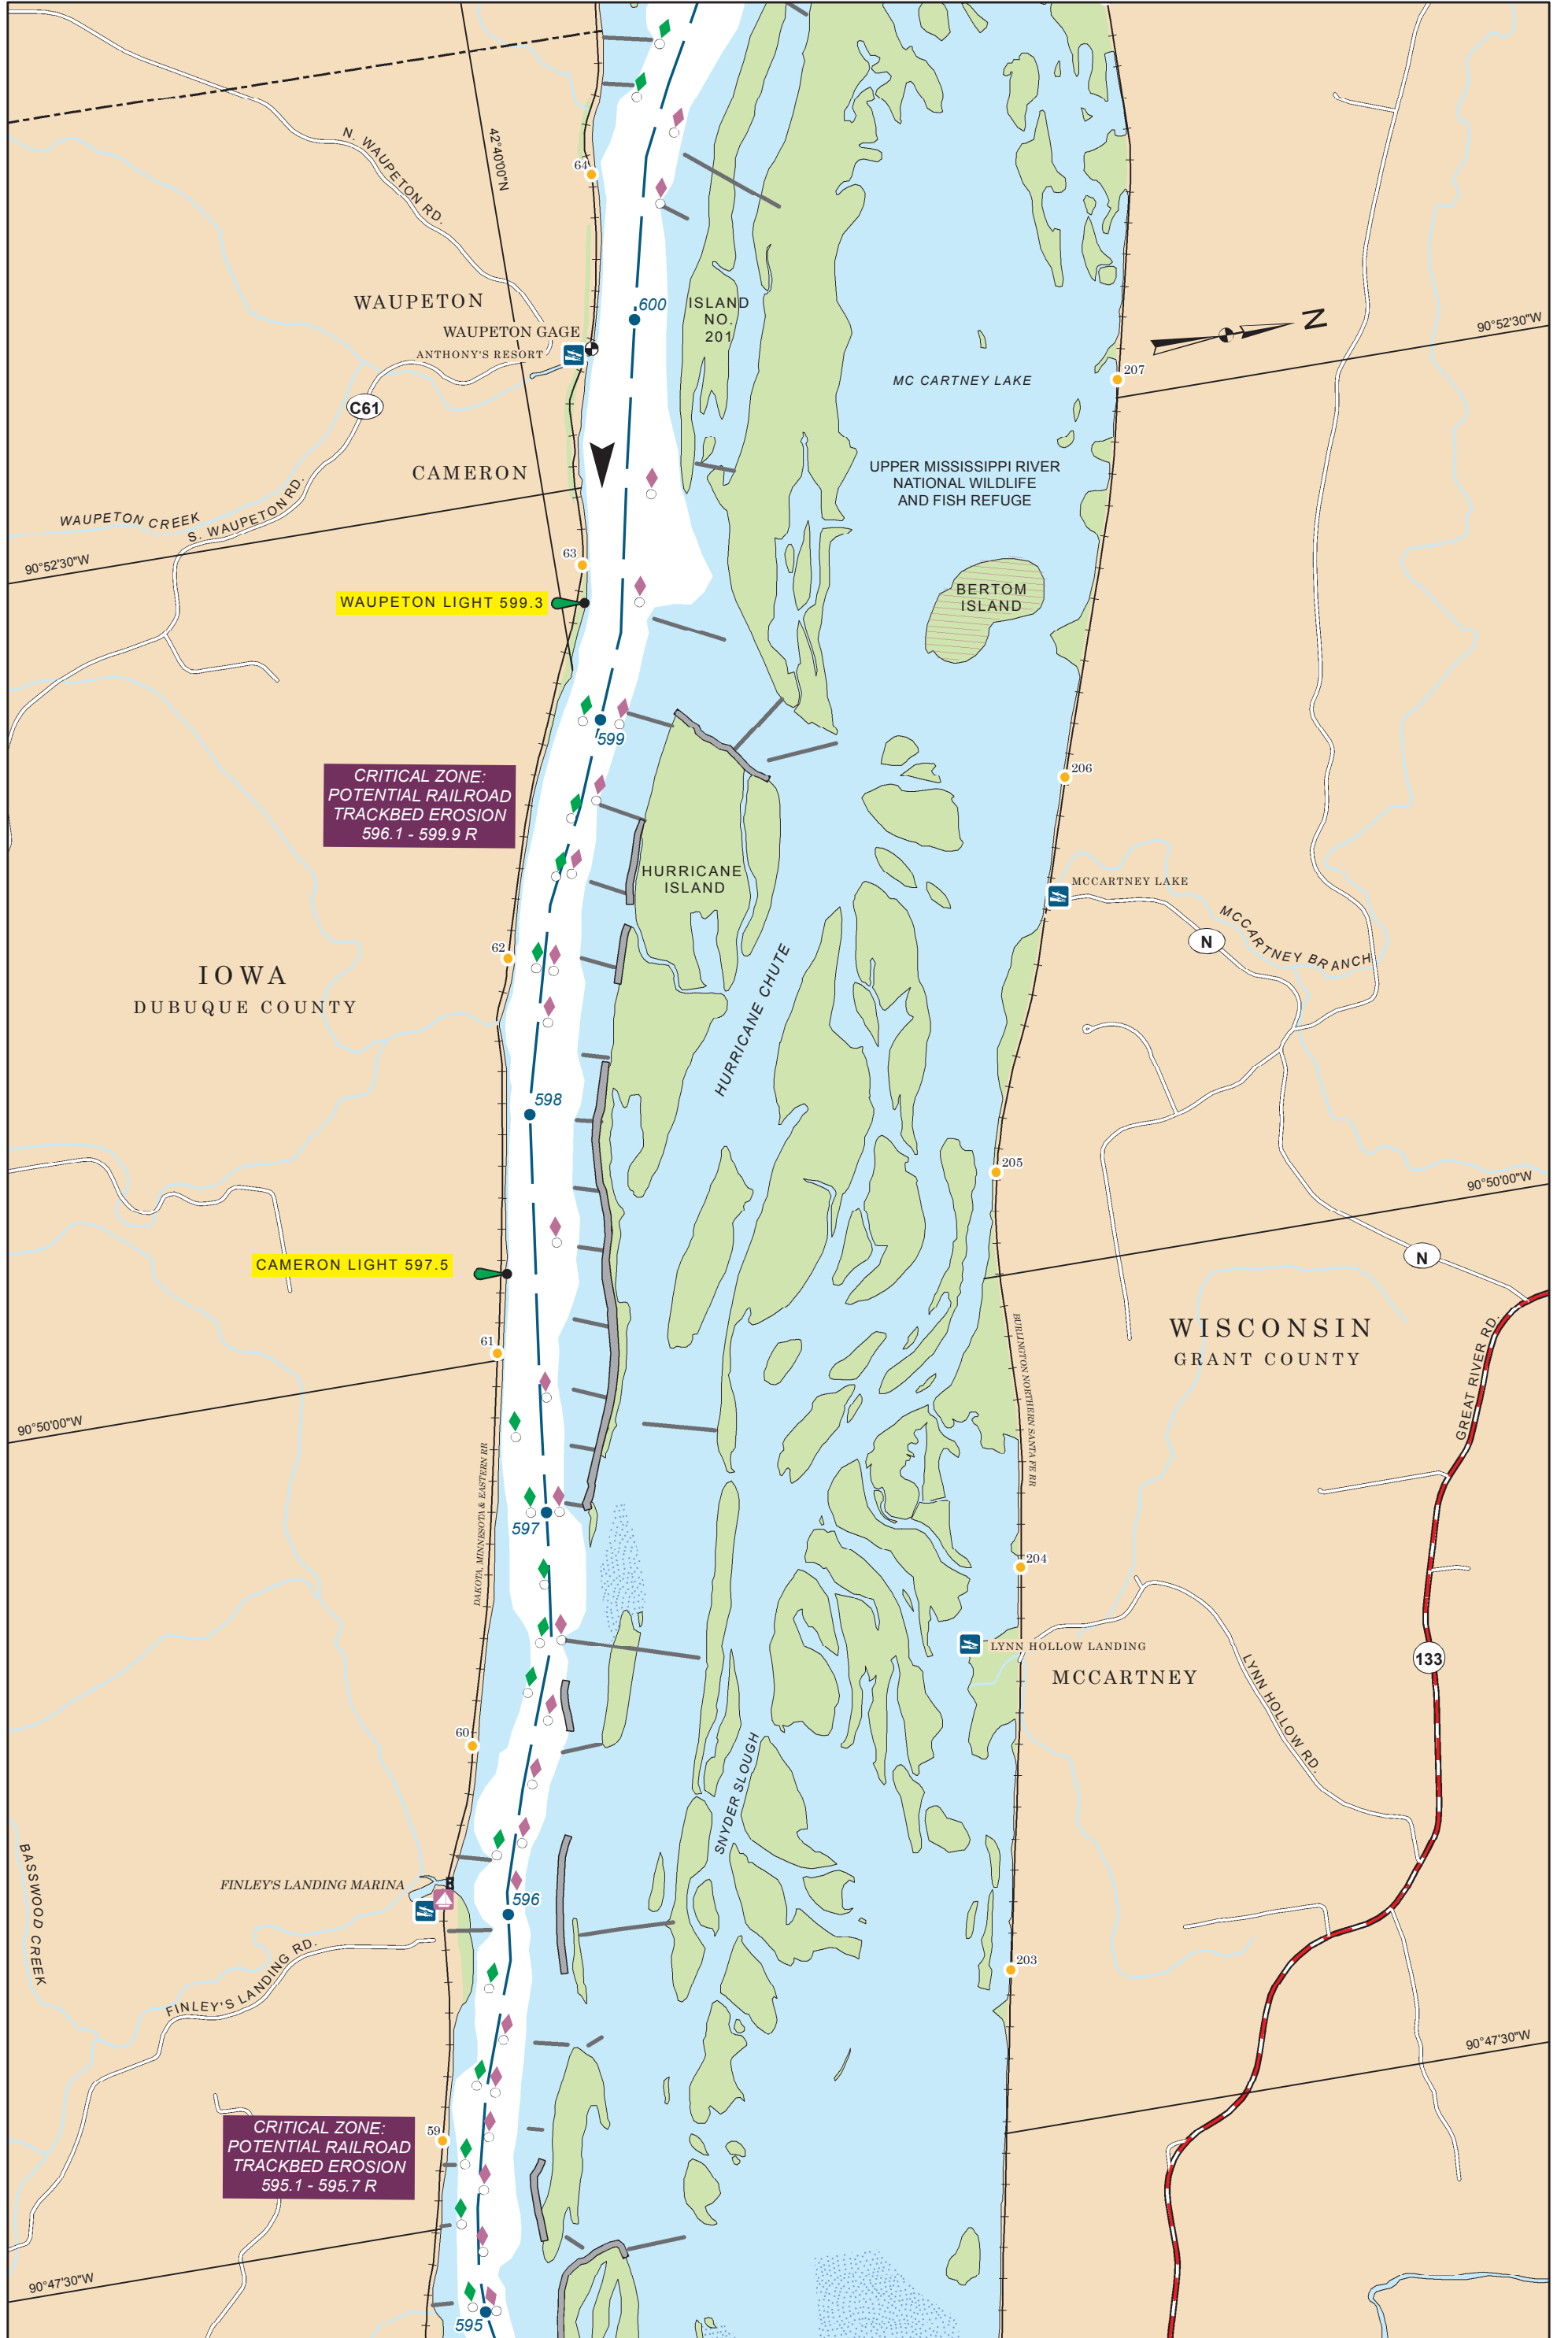 N. WAUPETON RD.
42°40'00"N
64
WAUPETON
600
ISLAND
NO.
201
WAUPETON GAGE
ANTHONY'S RESORT
N
90°52'30"W
207
MC CARTNEY LAKE
C61
CAMERON
UPPER MISSISSIPPI RIVER
NATIONAL WILDLIFE
AND FISH REFUGE
WAUPETON CREEK
S. WAUPETON RD.
90°52'30"W
63
WAUPETON LIGHT 599.3
BERTOM
ISLAND
599
206
CRITICAL ZONE:
POTENTIAL RAILROAD
TRACKBED EROSION
596.1 - 599.9 R
HURRICANE
ISLAND
MCCARTNEY LAKE
MCCARTNEY BRANCH
N
62
HURRICANE CHUTE
IOWA
DUBUQUE COUNTY
598
205
90°50'00"W
CAMERON LIGHT 597.5
N
61
BURLINGTON NORTHERN SANTA FE RR
WISCONSIN
GRANT COUNTY
GREAT RIVER RD.
90°50'00"W
DAKOTA, MINNESOTA & EASTERN RR
597
204
LYNN HOLLOW LANDING
MCCARTNEY
LYNN HOLLOW RD.
133
60
SNYDER SLOUGH
BASSWOOD CREEK
FINLEY'S LANDING MARINA
596
FINLEY'S LANDING RD.
203
90°47'30"W
CRITICAL ZONE:
POTENTIAL RAILROAD
TRACKBED EROSION
595.1 - 595.7 R
59
90°47'30"W
595